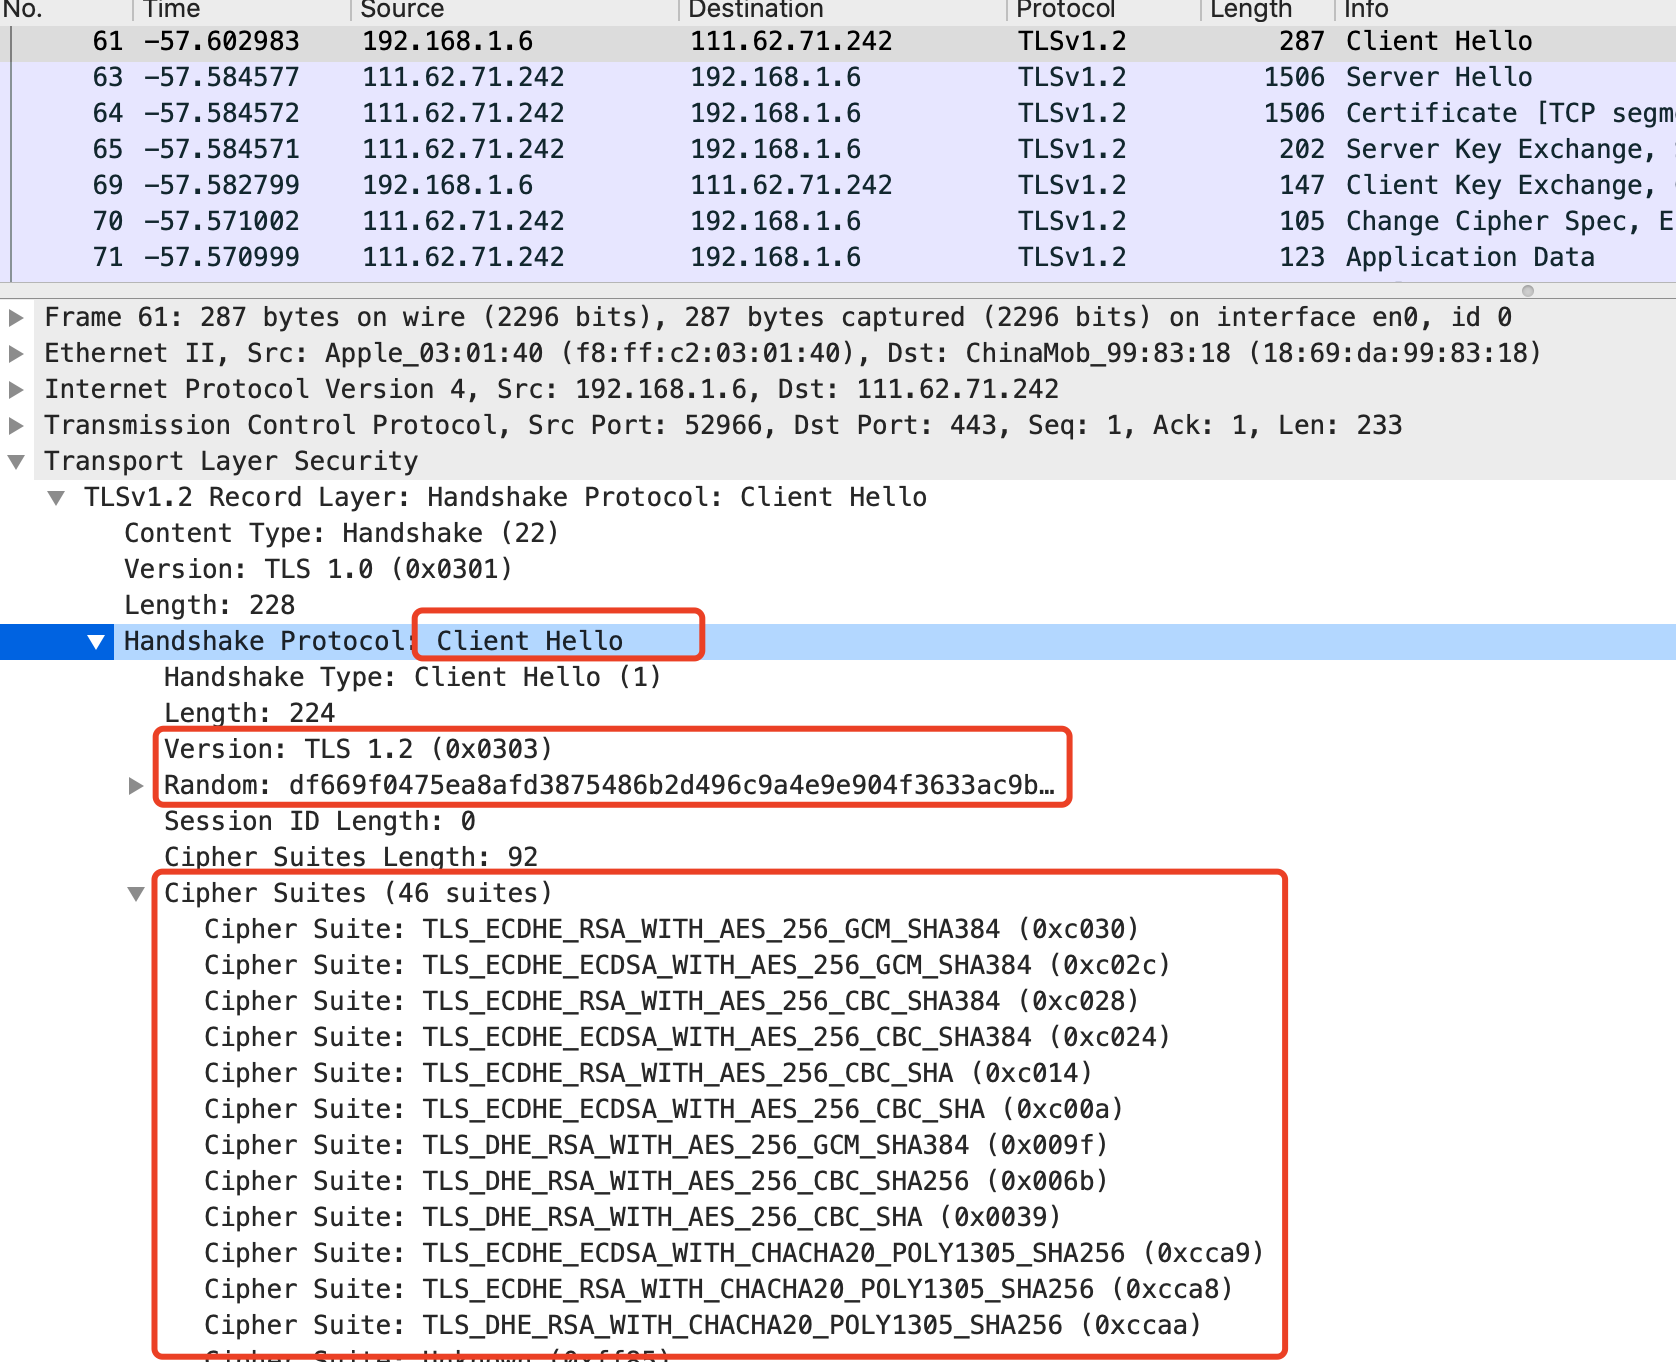 No. Time Source Destination Protocol Length Info
61 −57.602983 192.168.1.6 111.62.71.242 TLSv1.2 287 Client Hello
63 −57.584577 111.62.71.242 192.168.1.6 TLSv1.2 1506 Server Hello
64 −57.584572 111.62.71.242 192.168.1.6 TLSv1.2 1506 Certificate [TCP segm
65 −57.584571 111.62.71.242 192.168.1.6 TLSv1.2 202 Server Key Exchange,
69 −57.582799 192.168.1.6 111.62.71.242 TLSv1.2 147 Client Key Exchange,
70 −57.571002 111.62.71.242 192.168.1.6 TLSv1.2 105 Change Cipher Spec, E
71 −57.570999 111.62.71.242 192.168.1.6 TLSv1.2 123 Application Data
Frame 61: 287 bytes on wire (2296 bits), 287 bytes captured (2296 bits) on interface en0, id 0
Ethernet II, Src: Apple_03:01:40 (f8:ff:c2:03:01:40), Dst: ChinaMob_99:83:18 (18:69:da:99:83:18)
Internet Protocol Version 4, Src: 192.168.1.6, Dst: 111.62.71.242
Transmission Control Protocol, Src Port: 52966, Dst Port: 443, Seq: 1, Ack: 1, Len: 233
Transport Layer Security
TLSv1.2 Record Layer: Handshake Protocol: Client Hello
Content Type: Handshake (22)
Version: TLS 1.0 (0x0301)
Length: 228
Handshake Protocol: Client Hello
Handshake Type: Client Hello (1)
Length: 224
Version: TLS 1.2 (0x0303)
Random: df669f0475ea8afd3875486b2d496c9a4e9e904f3633ac9b…
Session ID Length: 0
Cipher Suites Length: 92
Cipher Suites (46 suites)
Cipher Suite: TLS_ECDHE_RSA_WITH_AES_256_GCM_SHA384 (0xc030)
Cipher Suite: TLS_ECDHE_ECDSA_WITH_AES_256_GCM_SHA384 (0xc02c)
Cipher Suite: TLS_ECDHE_RSA_WITH_AES_256_CBC_SHA384 (0xc028)
Cipher Suite: TLS_ECDHE_ECDSA_WITH_AES_256_CBC_SHA384 (0xc024)
Cipher Suite: TLS_ECDHE_RSA_WITH_AES_256_CBC_SHA (0xc014)
Cipher Suite: TLS_ECDHE_ECDSA_WITH_AES_256_CBC_SHA (0xc00a)
Cipher Suite: TLS_DHE_RSA_WITH_AES_256_GCM_SHA384 (0x009f)
Cipher Suite: TLS_DHE_RSA_WITH_AES_256_CBC_SHA256 (0x006b)
Cipher Suite: TLS_DHE_RSA_WITH_AES_256_CBC_SHA (0x0039)
Cipher Suite: TLS_ECDHE_ECDSA_WITH_CHACHA20_POLY1305_SHA256 (0xcca9)
Cipher Suite: TLS_ECDHE_RSA_WITH_CHACHA20_POLY1305_SHA256 (0xcca8)
Cipher Suite: TLS_DHE_RSA_WITH_CHACHA20_POLY1305_SHA256 (0xccaa)
Cipher Suite: Unknown (0xff85)